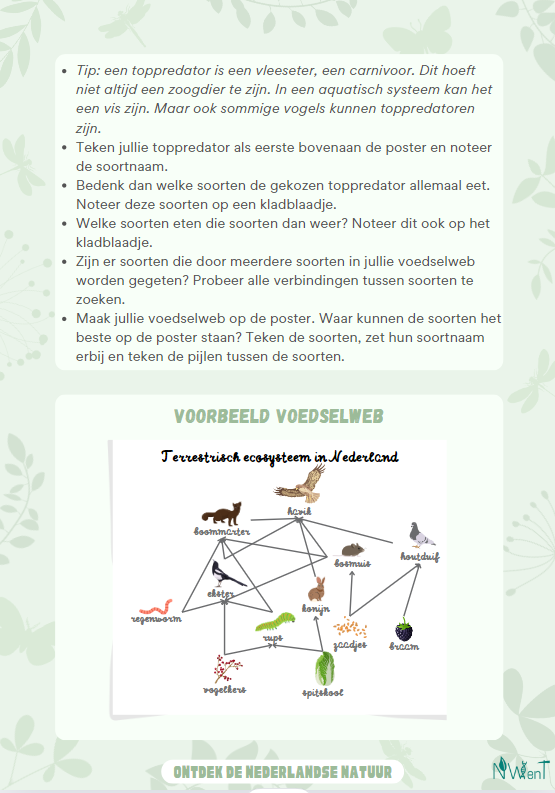 • Tip: een toppredator is een vleeseter, een carnivoor. Dit hoeft
niet altijd een zoogdier te zijn. In een aquatisch systeem kan het
een vis zijn. Maar ook sommige vogels kunnen toppredatoren
zijn.
• Teken jullie toppredator als eerste bovenaan de poster en noteer
de soortnaam.
• Bedenk dan welke soorten de gekozen toppredator allemaal eet.
Noteer deze soorten op een kladblaadje.
• Welke soorten eten die soorten dan weer? Noteer dit ook op het
kladblaadje.
• Zijn er soorten die door meerdere soorten in jullie voedselweb
worden gegeten? Probeer alle verbindingen tussen soorten te
zoeken.
• Maak jullie voedselweb op de poster. Waar kunnen de soorten het
beste op de poster staan? Teken de soorten, zet hun soortnaam
erbij en teken de pijlen tussen de soorten.
VOORBEELD VOEDSELWEB
Terrestrisch ecosysteem in Nederland
havik
boommarter
houtduif
bosmuis
ekster
konijn
regenworm
rups
zaadjes
braam
vogelkers
spitskool
ONTDEK DE NEDERLANDSE NATUUR
NWenT